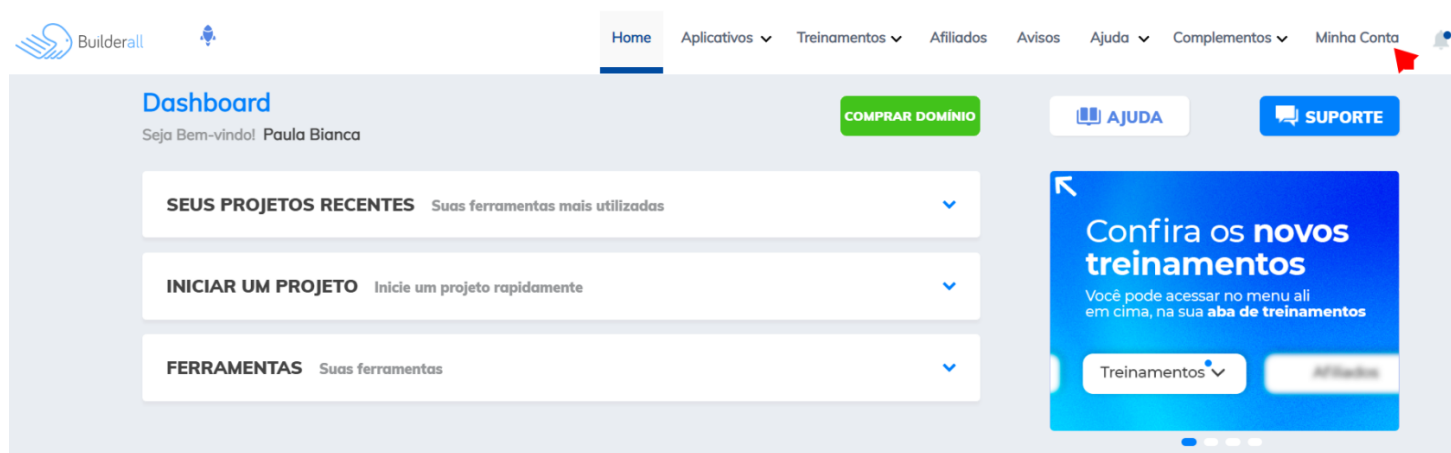 Builderall
Home Aplicativos Treinamentos Afiliados Avisos Ajuda Complementos Minha Conta
Dashboard
Seja Bem-vindo! Paula Bianca
COMPRAR DOMÍNIO
AJUDA
SUPORTE
SEUS PROJETOS RECENTES Suas ferramentas mais utilizadas
INICIAR UM PROJETO Inicie um projeto rapidamente
FERRAMENTAS Suas ferramentas
Confira os novos
treinamentos
Você pode acessar no menu ali
em cima, na sua aba de treinamentos
Treinamentos
Afiliados